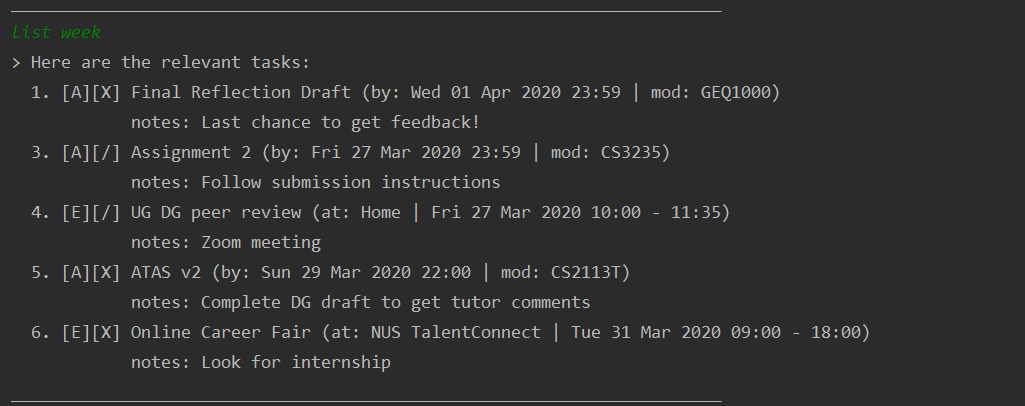 list week
> Here are the relevant tasks:
1. [A][X] Final Reflection Draft (by: Wed 01 Apr 2020 23:59 | mod: GEQ1000)
notes: Last chance to get feedback!
3. [A][/] Assignment 2 (by: Fri 27 Mar 2020 23:59 | mod: CS3235)
notes: Follow submission instructions
4. [E][/] UG DG peer review (at: Home | Fri 27 Mar 2020 10:00 - 11:35)
notes: Zoom meeting
5. [A][X] ATAS v2 (by: Sun 29 Mar 2020 22:00 | mod: CS2113T)
notes: Complete DG draft to get tutor comments
6. [E][X] Online Career Fair (at: NUS TalentConnect | Tue 31 Mar 2020 09:00 - 18:00)
notes: Look for internship